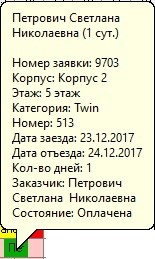 Петрович Светлана
Николаевна (1 сут.)
Номер заявки: 9703
Корпус: Корпус 2
Этаж: 5 этаж
Категория: Twin
Номер: 513
Дата заезда: 23.12.2017
Дата отъезда: 24.12.2017
Кол-во дней: 1
Заказчик: Петрович
Светлана  Николаевна
Состояние: Оплачена